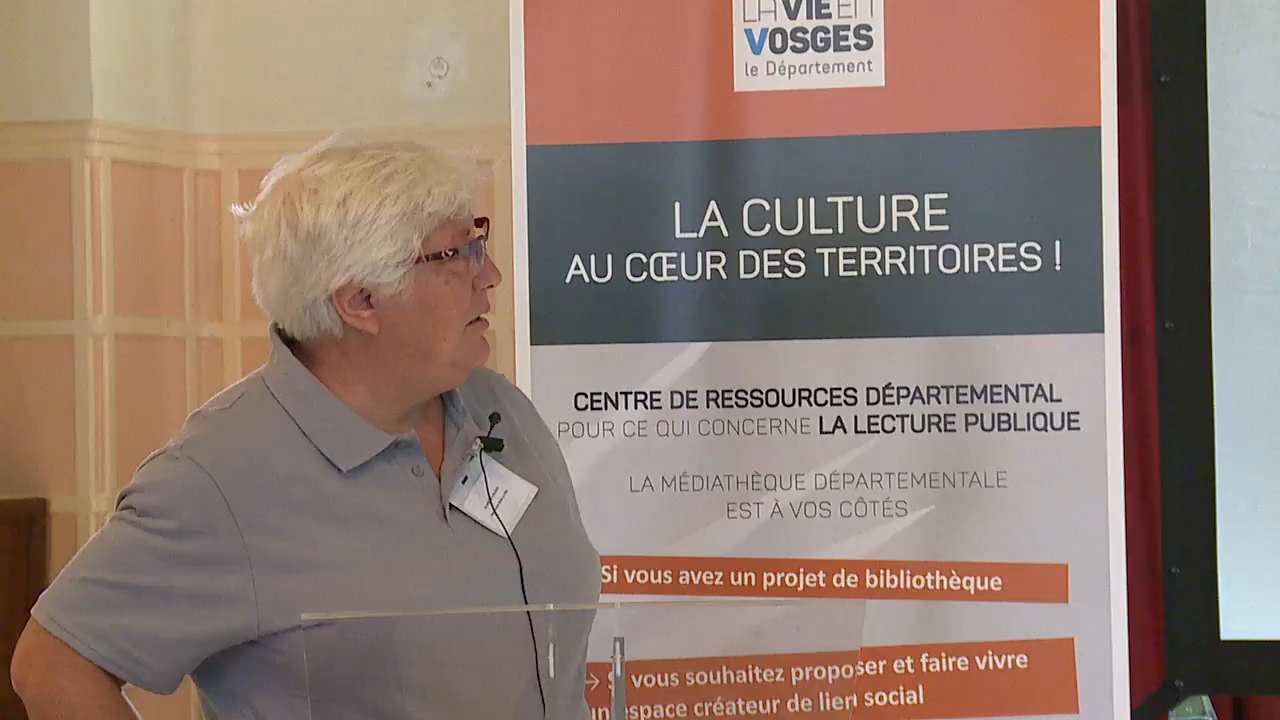 LA VIE EN
VOSGES
le Département
LA CULTURE
AU CŒUR DES TERRITOIRES !
CENTRE DE RESSOURCES DÉPARTEMENTAL
POUR CE QUI CONCERNE LA LECTURE PUBLIQUE
LA MÉDIATHÈQUE DÉPARTEMENTALE
EST À VOS CÔTÉS
Si vous avez un projet de bibliothèque
→ Si vous souhaitez proposer et faire vivre
un espace créateur de lien social